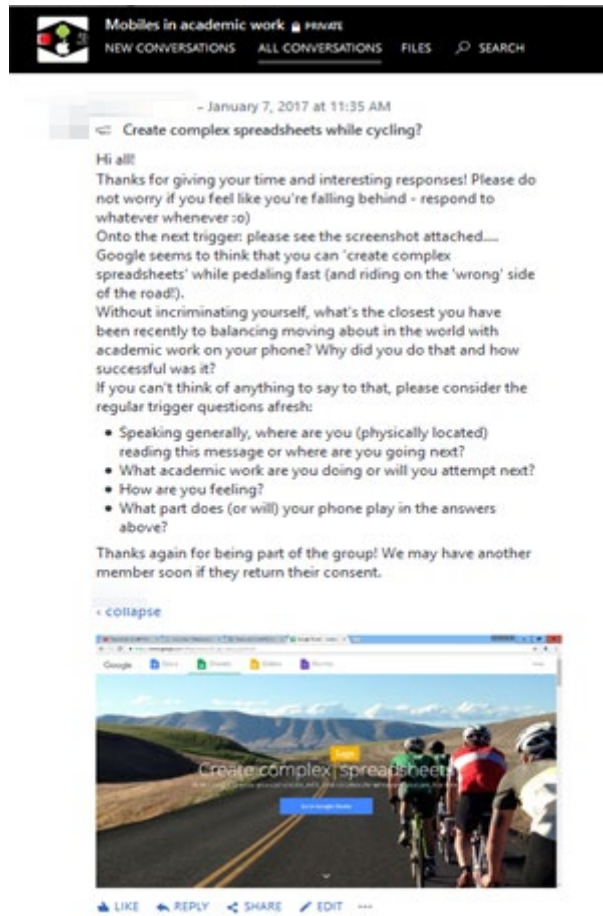 Mobiles in academic work PRIVATE
NEW CONVERSATIONS ALL CONVERSATIONS FILES SEARCH
- January 7, 2017 at 11:35 AM
Create complex spreadsheets while cycling?
Hi all!
Thanks for giving your time and interesting responses! Please do
not worry if you feel like you're falling behind - respond to
whatever whenever :o)
Onto the next trigger: please see the screenshot attached.....
Google seems to think that you can 'create complex
spreadsheets' while pedaling fast (and riding on the 'wrong' side
of the road!).
Without incriminating yourself, what's the closest you have
been recently to balancing moving about in the world with
academic work on your phone? Why did you do that and how
successful was it?
If you can't think of anything to say to that, please consider the
regular trigger questions afresh:
• Speaking generally, where are you (physically located)
reading this message or where are you going next?
• What academic work are you doing or will you attempt next?
• How are you feeling?
• What part does (or will) your phone play in the answers
above?
Thanks again for being part of the group! We may have another
member soon if they return their consent.
‹ collapse
Google Docs Sheets Slides Forms
Create complex spreadsheets
Go to Google Sheets
LIKE REPLY SHARE EDIT ...